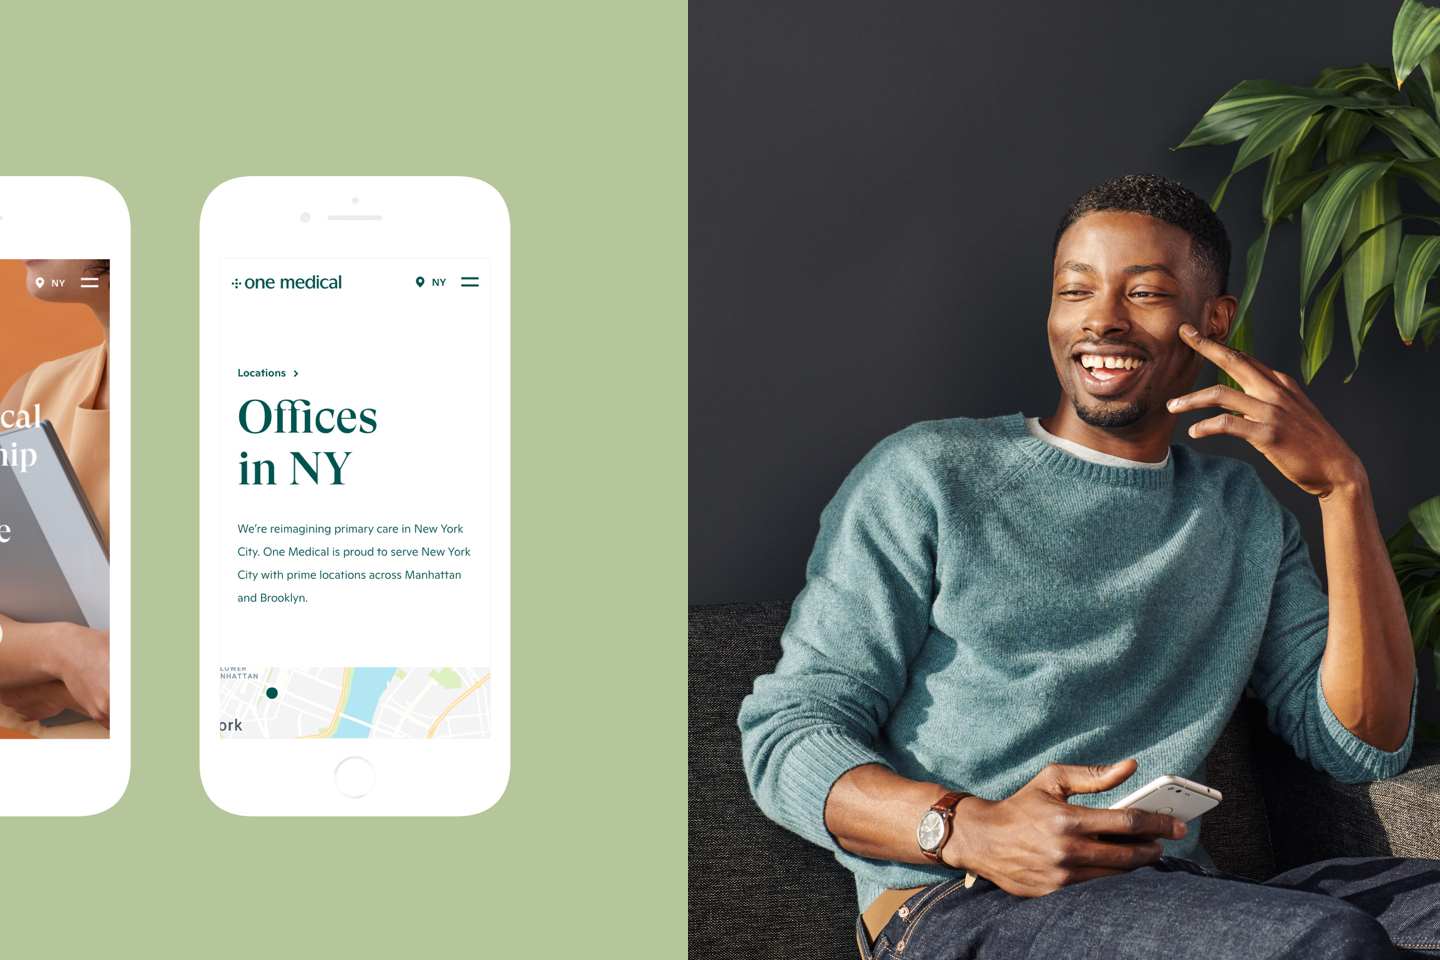 NY
cal
nip
e
one medical
NY
Locations
Offices
in NY
We're reimagining primary care in New York
City. One Medical is proud to serve New York
City with prime locations across Manhattan
and Brooklyn.
LOWER
NHATTAN
ork